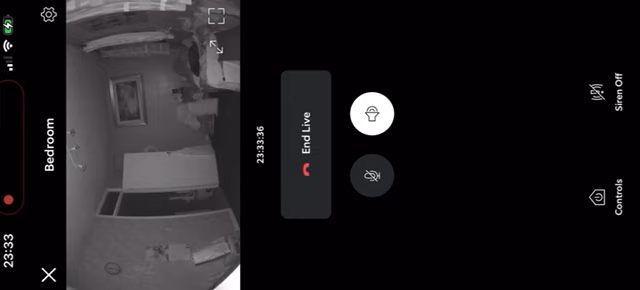 23:33
Bedroom
23:33:36
End Live
Controls
Siren Off